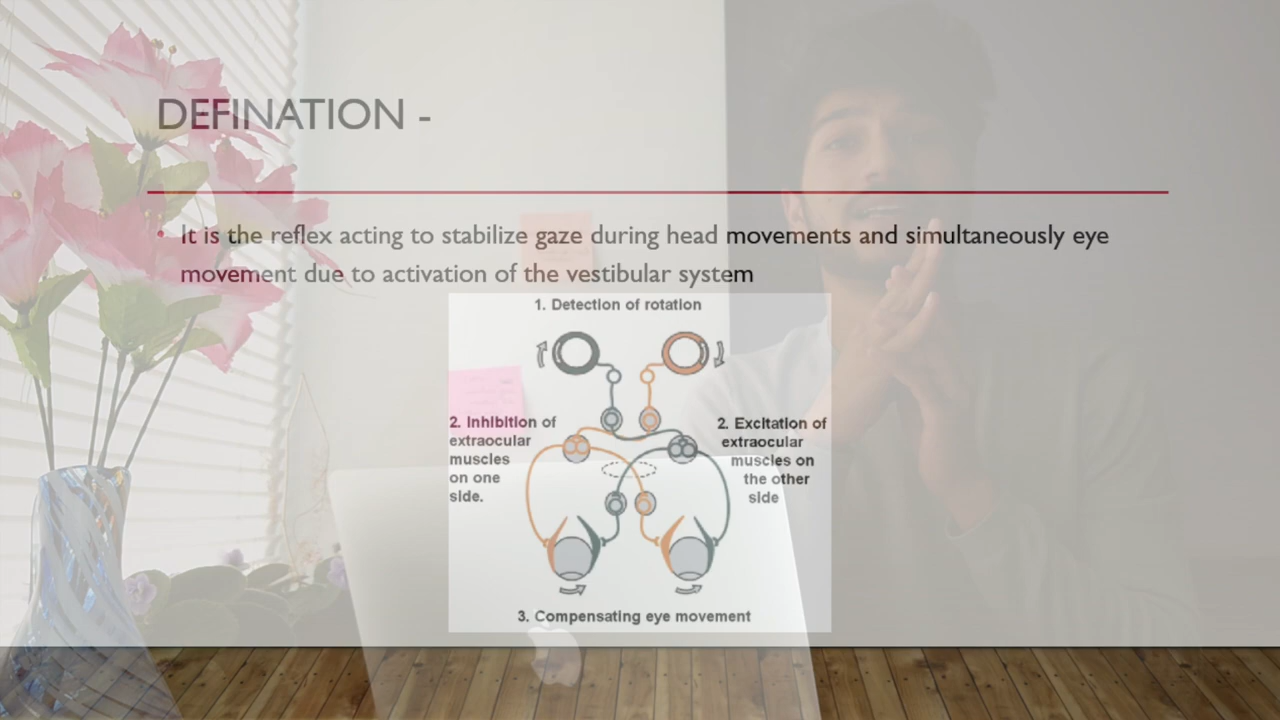 DEFINATION -
• It is the reflex acting to stabilize gaze during head movements and simultaneously eye
movement due to activation of the vestibular system
1. Detection of rotation
2. Inhibition of
extraocular
muscles
on one
side.
2. Excitation of
extraocular
muscles on
the other
side
3. Compensating eye movement